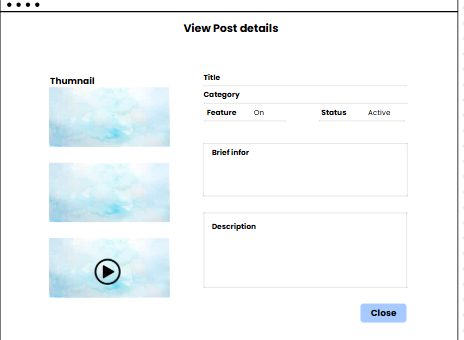 View Post details
Thumnail
Title
Category
Feature On Status Active
Brief infor
Description
Close